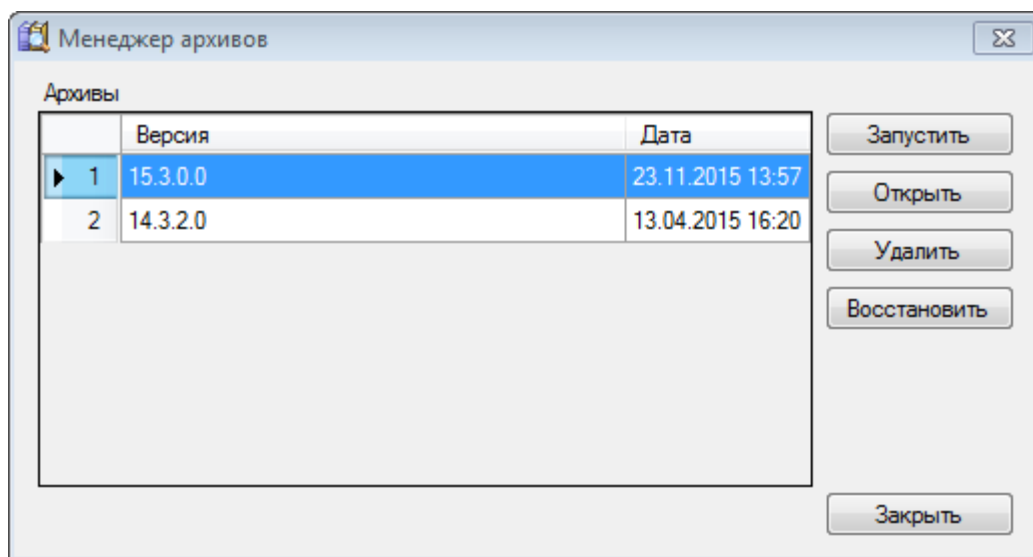 Менеджер архивов
Архивы
Версия Дата
1 15.3.0.0 23.11.2015 13:57
2 14.3.2.0 13.04.2015 16:20
Запустить
Открыть
Удалить
Восстановить
Закрыть